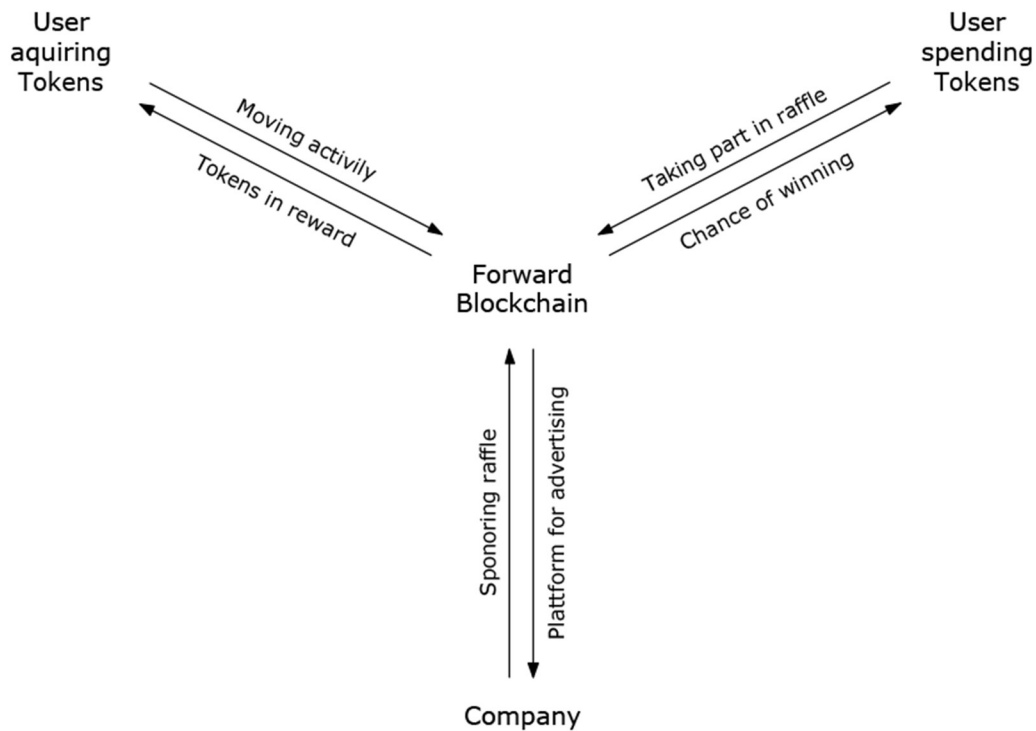 User
aquiring
Tokens
User
spending
Tokens
Moving activily
Tokens in reward
Taking part in raffle
Chance of winning
Forward
Blockchain
Sponoring raffle
Plattform for advertising
Company